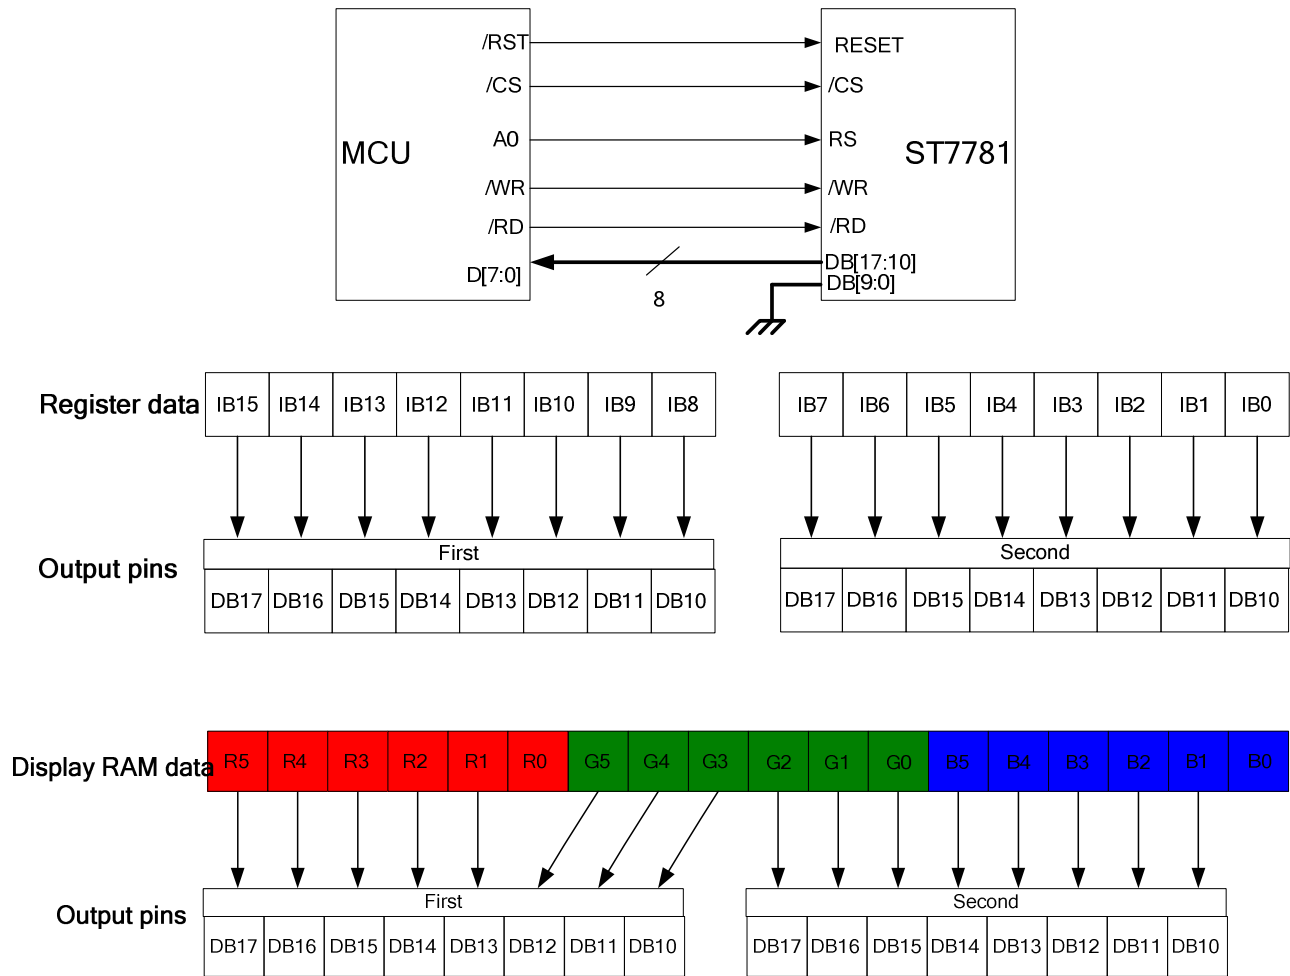 /RST RESET
/CS /CS
A0 RS
MCU ST7781
/WR /WR
/RD /RD
D[7:0] DB[17:10]
8 DB[9:0]
Register data IB15 IB14 IB13 IB12 IB11 IB10 IB9 IB8 IB7 IB6 IB5 IB4 IB3 IB2 IB1 IB0
First Second
Output pins
DB17 DB16 DB15 DB14 DB13 DB12 DB11 DB10 DB17 DB16 DB15 DB14 DB13 DB12 DB11 DB10
Display RAM data R5 R4 R3 R2 R1 R0 G5 G4 G3 G2 G1 G0 B5 B4 B3 B2 B1 B0
First Second
Output pins
DB17 DB16 DB15 DB14 DB13 DB12 DB11 DB10 DB17 DB16 DB15 DB14 DB13 DB12 DB11 DB10